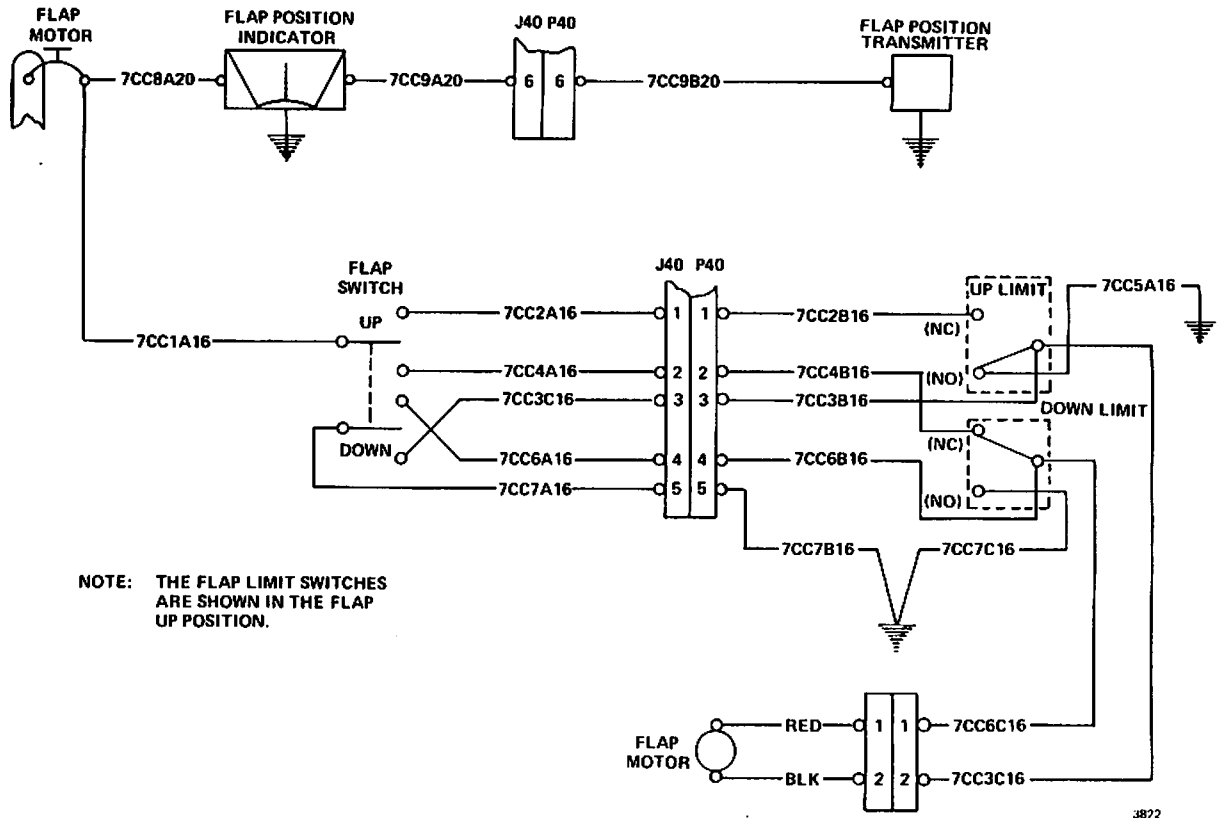 FLAP
MOTOR
FLAP POSITION
INDICATOR
J40 P40
FLAP POSITION
TRANSMITTER
7CC8A20
7CC9A20
6 6
7CC9B20
FLAP
SWITCH
J40 P40
UP
7CC2A16
1 1
7CC2B16
UP LIMIT
7CC5A16
(NC)
7CC1A16
7CC4A16
2 2
7CC4B16
(NO)
7CC3C16
3 3
7CC3B16
DOWN LIMIT
DOWN
(NC)
7CC6A16
4 4
7CC6B16
7CC7A16
5 5
(NO)
7CC7B16
7CC7C16
NOTE: THE FLAP LIMIT SWITCHES
ARE SHOWN IN THE FLAP
UP POSITION.
FLAP
MOTOR
RED
1 1
7CC6C16
BLK
2 2
7CC3C16
3822